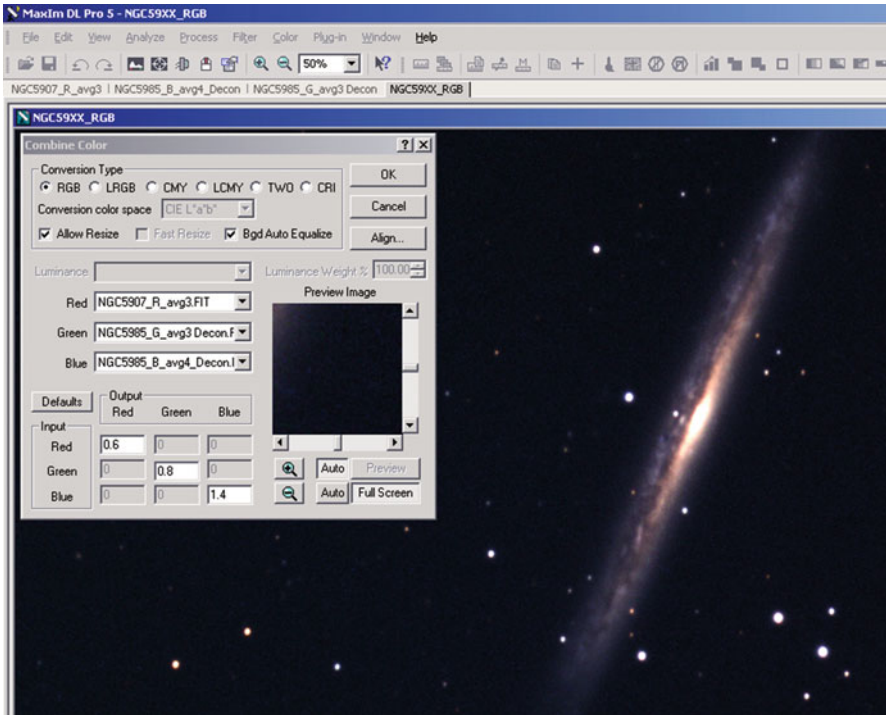 MaxIm DL Pro 5 - NGC59XX_RGB
File Edit View Analyze Process Filter Color Plug-in Window Help
50%
NGC5907_R_avg3 | NGC5985_B_avg4_Decon | NGC5985_G_avg3 Decon NGC59XX_RGB
NGC59XX_RGB
Combine Color
Conversion Type
RGB LRGB CMY LCMY TWO CRI
OK
Conversion color space CIE L*a*b*
Cancel
Allow Resize Fast Resize Bgd Auto Equalize
Align...
Luminance
Luminance Weight % 100.00
Red NGC5907_R_avg3.FIT
Preview Image
Green NGC5985_G_avg3 Decon.F
Blue NGC5985_B_avg4_Decon.I
Defaults
Output
Red Green Blue
Input
Red 0.6 0 0
Green 0 0.8 0
Auto Preview
Blue 0 0 1.4
Auto Full Screen